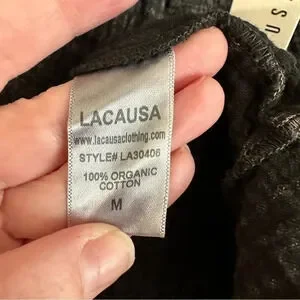 LACAUSA
www.lacausaclothing.com
STYLE# LA30406
100% ORGANIC
COTTON
M